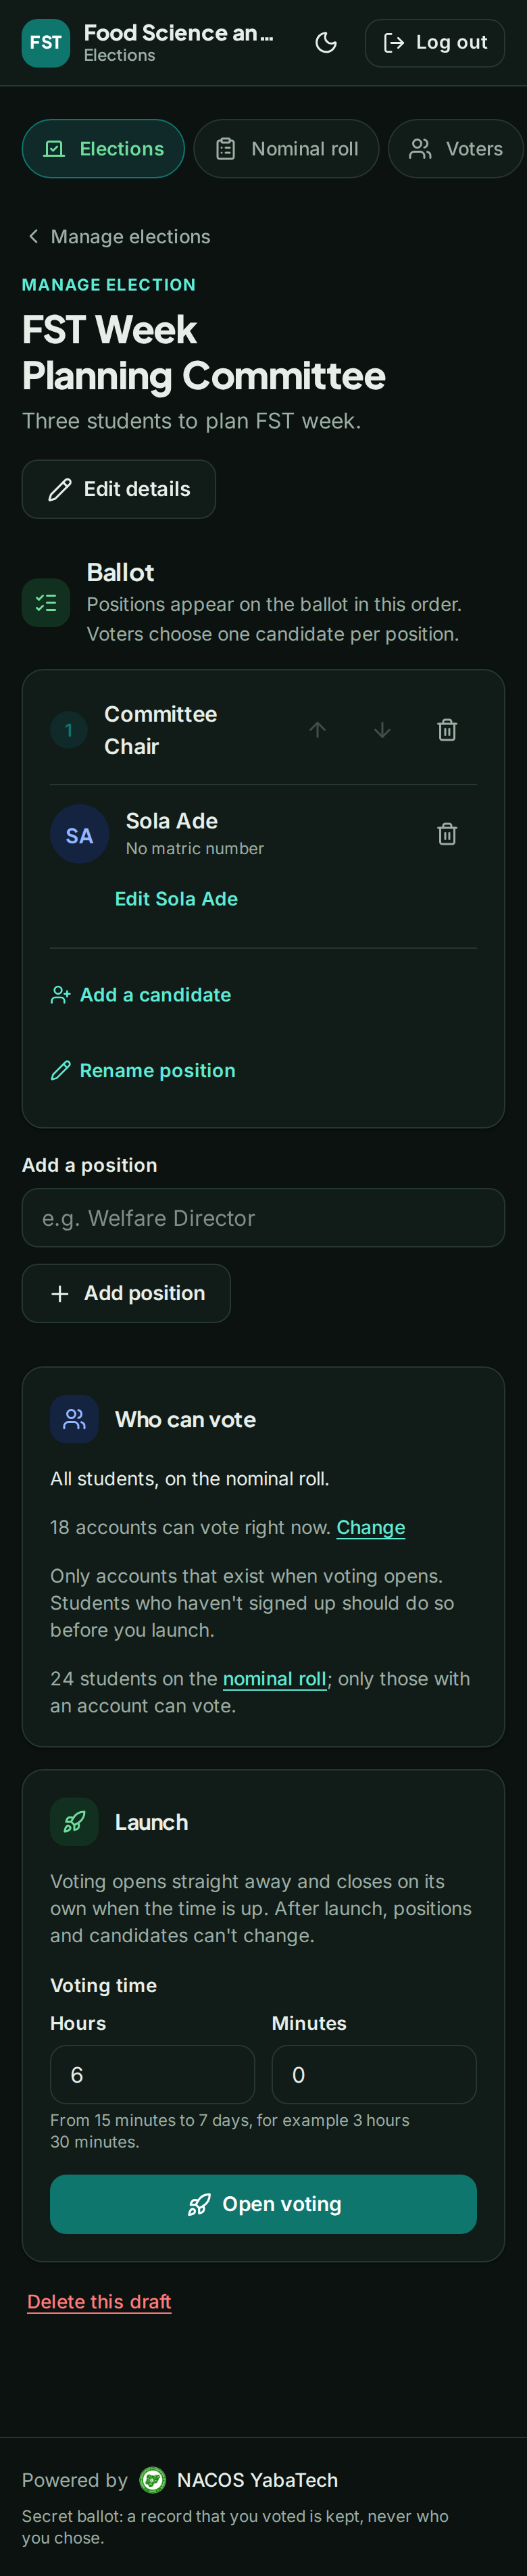 FST
Food Science an...
Elections
Log out
Elections
Nominal roll
Voters
Manage elections
MANAGE ELECTION
FST Week
Planning Committee
Three students to plan FST week.
Edit details
Ballot
Positions appear on the ballot in this order.
Voters choose one candidate per position.
1
Committee
Chair
SA
Sola Ade
No matric number
Edit Sola Ade
Add a candidate
Rename position
Add a position
e.g. Welfare Director
Add position
Who can vote
All students, on the nominal roll.
18 accounts can vote right now. Change
Only accounts that exist when voting opens.
Students who haven't signed up should do so
before you launch.
24 students on the nominal roll; only those with
an account can vote.
Launch
Voting opens straight away and closes on its
own when the time is up. After launch, positions
and candidates can't change.
Voting time
Hours
Minutes
6
0
From 15 minutes to 7 days, for example 3 hours
30 minutes.
Open voting
Delete this draft
Powered by NACOS YabaTech
Secret ballot: a record that you voted is kept, never who
you chose.